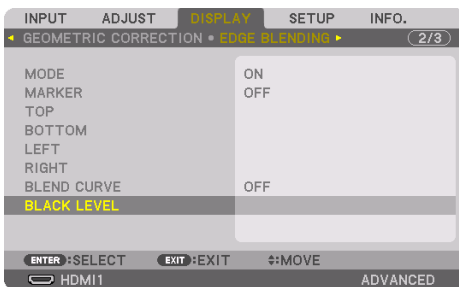 INPUT ADJUST DISPLAY SETUP INFO.
GEOMETRIC CORRECTION • EDGE BLENDING 2/3
MODE ON
MARKER OFF
TOP
BOTTOM
LEFT
RIGHT
BLEND CURVE OFF
BLACK LEVEL
ENTER :SELECT EXIT :EXIT :MOVE
HDMI1 ADVANCED